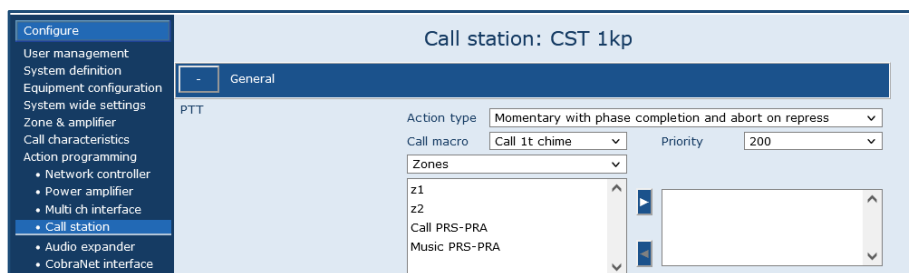 Configure
User management
System definition
Equipment configuration
System wide settings
Zone & amplifier
Call characteristics
Action programming
• Network controller
• Power amplifier
• Multi ch interface
• Call station
• Audio expander
• CobraNet interface
Call station: CST 1kp
- General
PTT
Action type Momentary with phase completion and abort on repress
Call macro Call 1t chime Priority 200
Zones
z1
z2
Call PRS-PRA
Music PRS-PRA